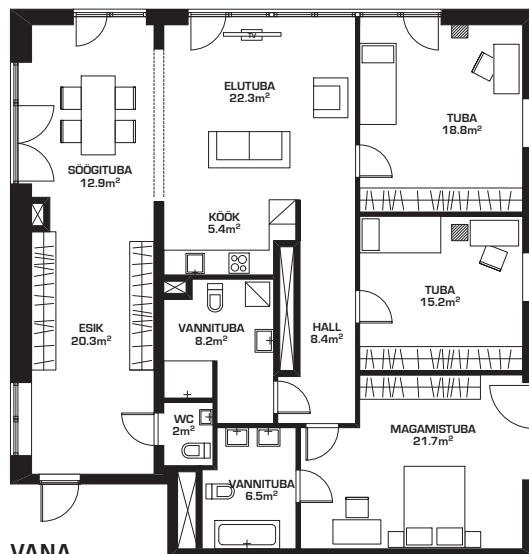 TV
ELUTUBA
22.3m²
TUBA
18.8m²
SÖÖGITUBA
12.9m²
KÖÖK
5.4m²
TUBA
15.2m²
ESIK
20.3m²
VANNITUBA
8.2m²
HALL
8.4m²
WC
2m²
MAGAMISTUBA
21.7m²
VANNITUBA
6.5m²
VANA